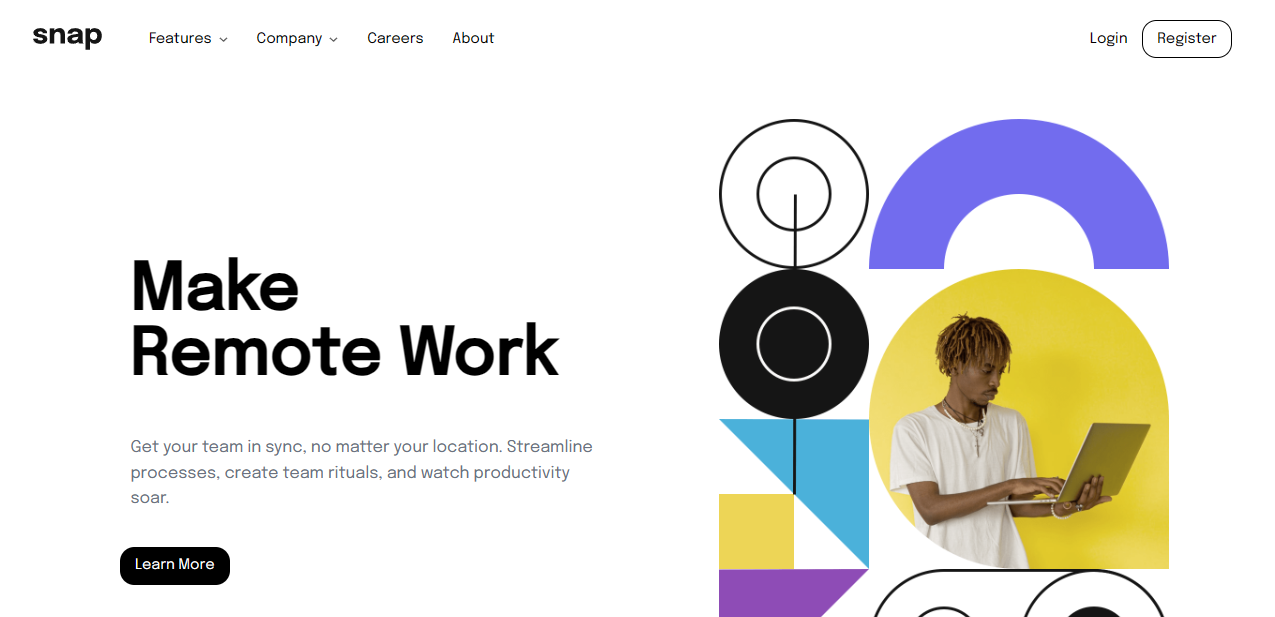 snap
Features
Company
Careers
About
Login
Register
Make
Remote Work
Get your team in sync, no matter your location. Streamline
processes, create team rituals, and watch productivity
soar.
Learn More